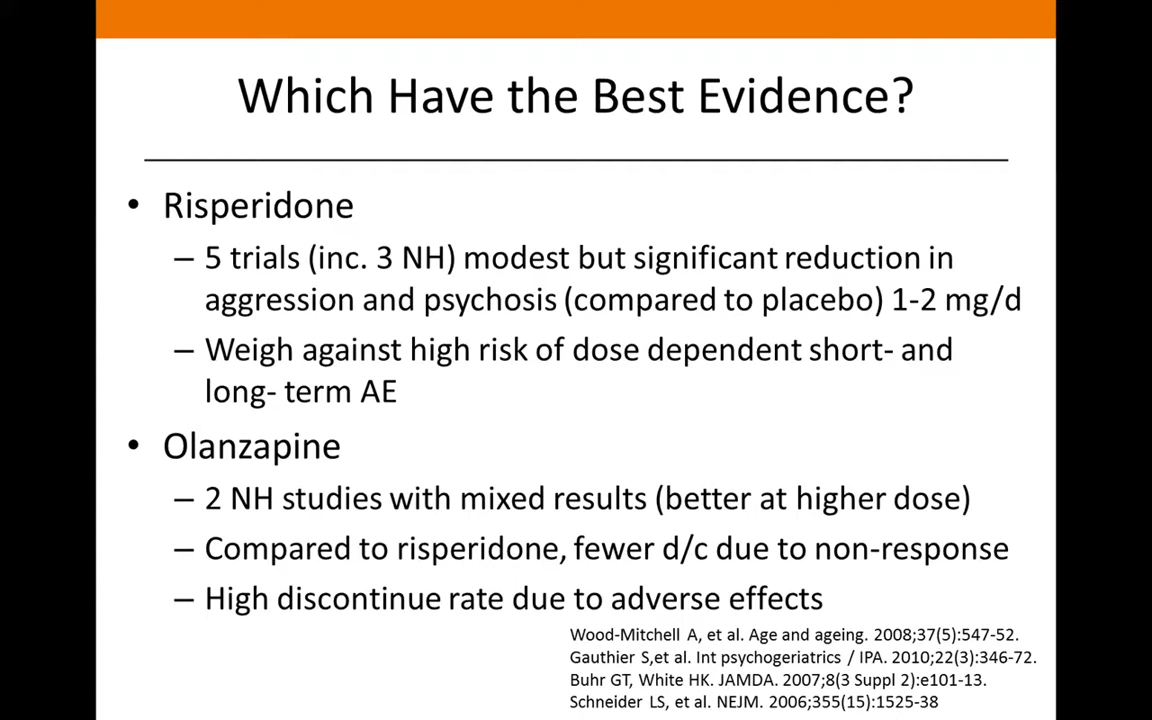 Which Have the Best Evidence?
• Risperidone
– 5 trials (inc. 3 NH) modest but significant reduction in
aggression and psychosis (compared to placebo) 1-2 mg/d
– Weigh against high risk of dose dependent short- and
long- term AE
• Olanzapine
– 2 NH studies with mixed results (better at higher dose)
– Compared to risperidone, fewer d/c due to non-response
– High discontinue rate due to adverse effects
Wood-Mitchell A, et al. Age and ageing. 2008;37(5):547-52.
Gauthier S,et al. Int psychogeriatrics / IPA. 2010;22(3):346-72.
Buhr GT, White HK. JAMDA. 2007;8(3 Suppl 2):e101-13.
Schneider LS, et al. NEJM. 2006;355(15):1525-38